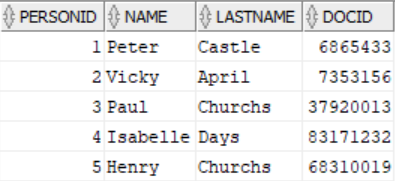 PERSONID NAME LASTNAME DOCID
1 Peter Castle 6865433
2 Vicky April 7353156
3 Paul Churchs 37920013
4 Isabelle Days 83171232
5 Henry Churchs 68310019